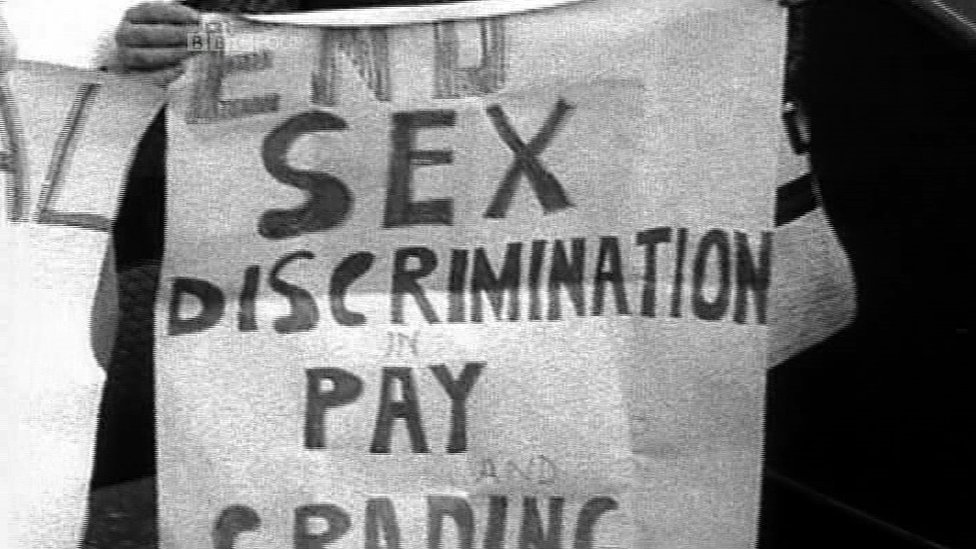 END
SEX
DISCRIMINATION
IN
PAY
AND
GRADING